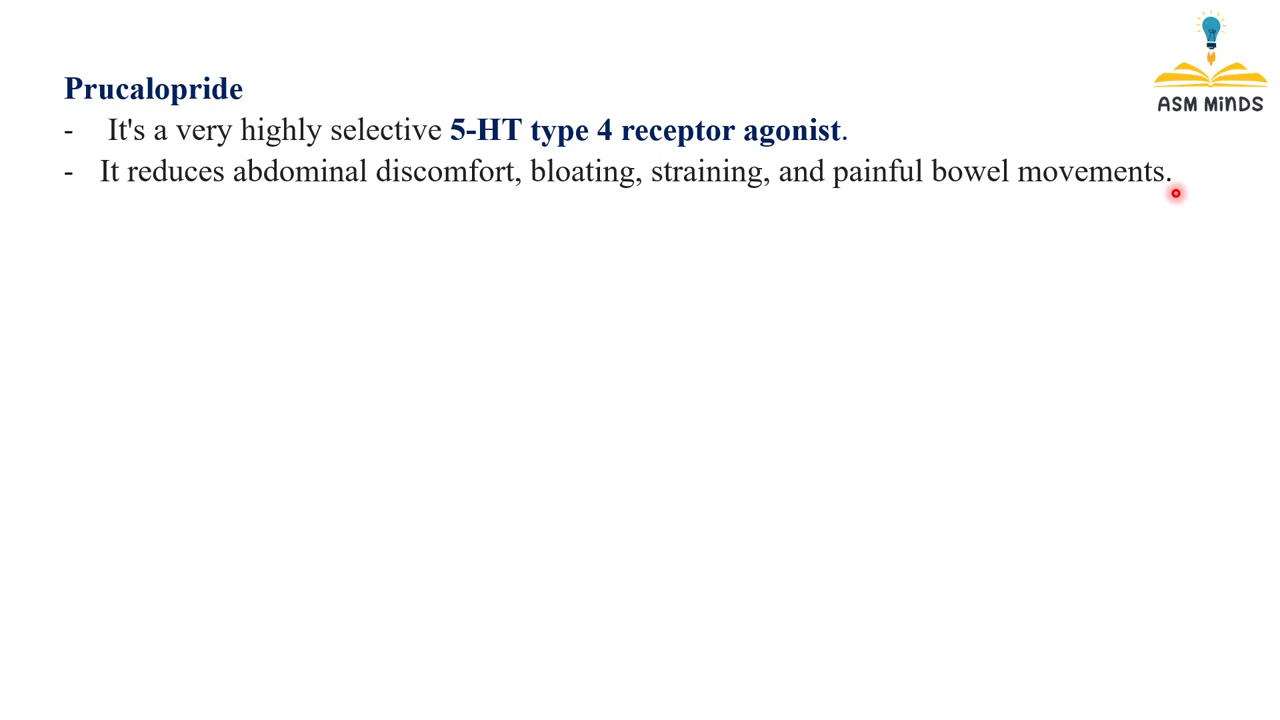 Prucalopride
- It's a very highly selective 5-HT type 4 receptor agonist.
- It reduces abdominal discomfort, bloating, straining, and painful bowel movements.
ASM MiNDS